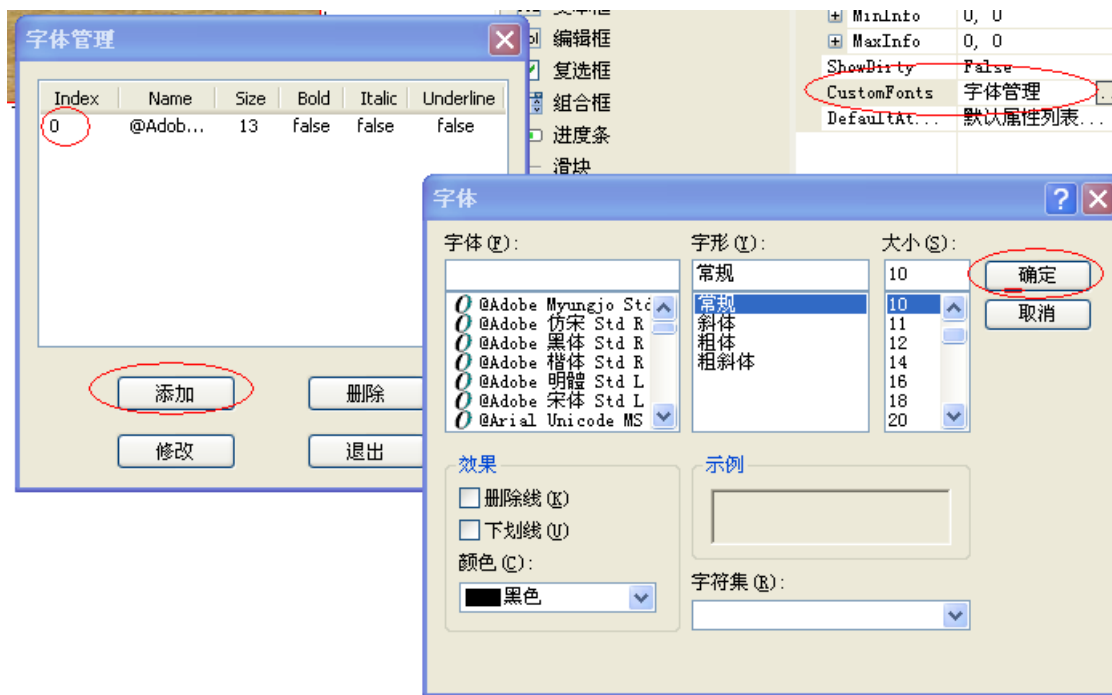 字体管理
Index Name Size Bold Italic Underline
0 @Adob... 13 false false false
添加 删除
修改 退出
编辑框
复选框
组合框
进度条
滑块
MinInfo 0, 0
MaxInfo 0, 0
ShowDirty False
CustomFonts 字体管理
DefaultAt... 默认属性列表...
字体
字体(F):
@Adobe Myungjo Std
@Adobe 仿宋 Std R
@Adobe 黑体 Std R
@Adobe 楷体 Std R
@Adobe 明體 Std L
@Adobe 宋体 Std L
@Arial Unicode MS
字形(Y):
常规
常规
斜体
粗体
粗斜体
大小(S):
10
10
11
12
14
16
18
20
确定
取消
效果
删除线(K)
下划线(U)
颜色(C):
黑色
示例
字符集(R):